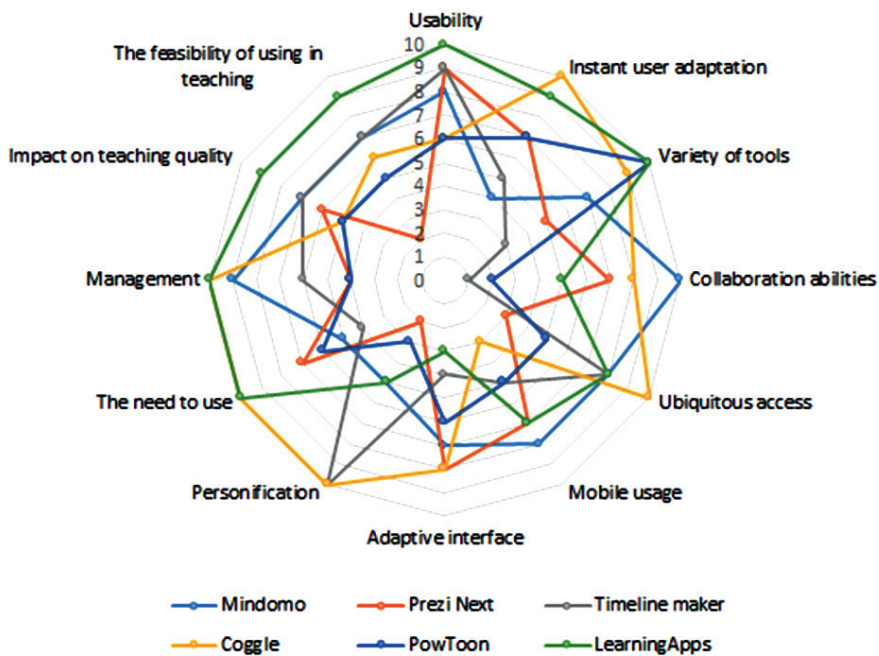 Usability
The feasibility of using in
teaching
Instant user adaptation
Impact on teaching quality
Variety of tools
Management
Collaboration abilities
The need to use
Ubiquitous access
Personification
Mobile usage
Adaptive interface
10
9
8
7
6
5
4
3
2
1
0
Mindomo
Prezi Next
Timeline maker
Coggle
PowToon
LearningApps